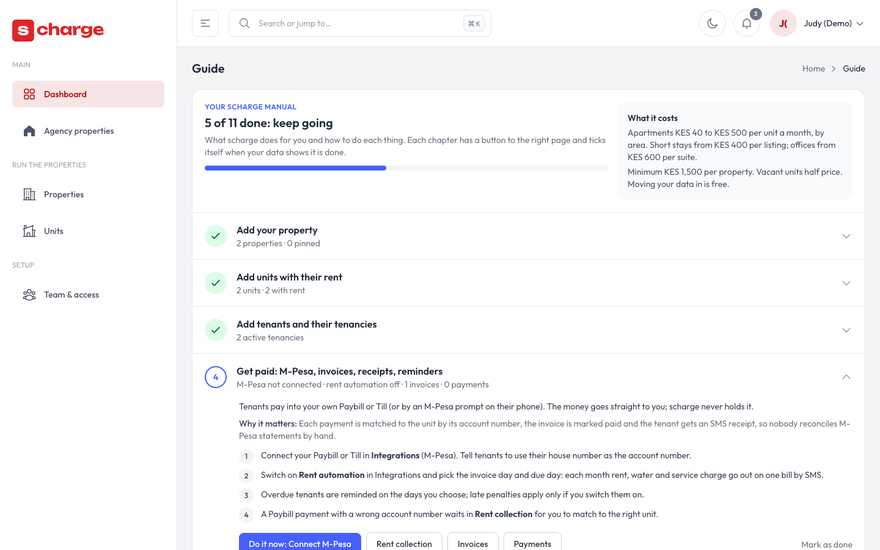 s charge
Search or jump to...
⌘ K
3
J(
Judy (Demo)
MAIN
Dashboard
Agency properties
RUN THE PROPERTIES
Properties
Units
SETUP
Team & access
Guide
Home > Guide
YOUR SCHARGE MANUAL
5 of 11 done: keep going
What scharge does for you and how to do each thing. Each chapter has a button to the right page and ticks
itself when your data shows it is done.
What it costs
Apartments KES 40 to KES 500 per unit a month, by
area. Short stays from KES 400 per listing; offices from
KES 600 per suite.
Minimum KES 1,500 per property. Vacant units half price.
Moving your data in is free.
Add your property
2 properties · 0 pinned
Add units with their rent
2 units · 2 with rent
Add tenants and their tenancies
2 active tenancies
4
Get paid: M-Pesa, invoices, receipts, reminders
M-Pesa not connected · rent automation off · 1 invoices · 0 payments
Tenants pay into your own Paybill or Till (or by an M-Pesa prompt on their phone). The money goes straight to you; scharge never holds it.
Why it matters: Each payment is matched to the unit by its account number, the invoice is marked paid and the tenant gets an SMS receipt, so nobody reconciles M-
Pesa statements by hand.
1 Connect your Paybill or Till in Integrations (M-Pesa). Tell tenants to use their house number as the account number.
2 Switch on Rent automation in Integrations and pick the invoice day and due day: each month rent, water and service charge go out on one bill by SMS.
3 Overdue tenants are reminded on the days you choose; late penalties apply only if you switch them on.
4 A Paybill payment with a wrong account number waits in Rent collection for you to match to the right unit.
Do it now: Connect M-Pesa
Rent collection
Invoices
Payments
Mark as done